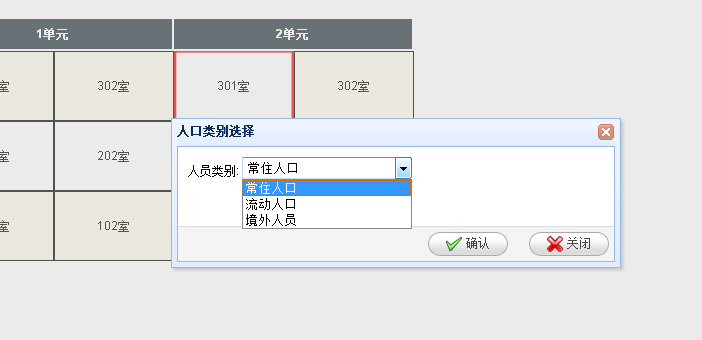 1单元 2单元
室 302室 301室 302室
人口类别选择
人员类别: 常住人口
常住人口
流动人口
境外人员
室 202室
室 102室
确认 关闭